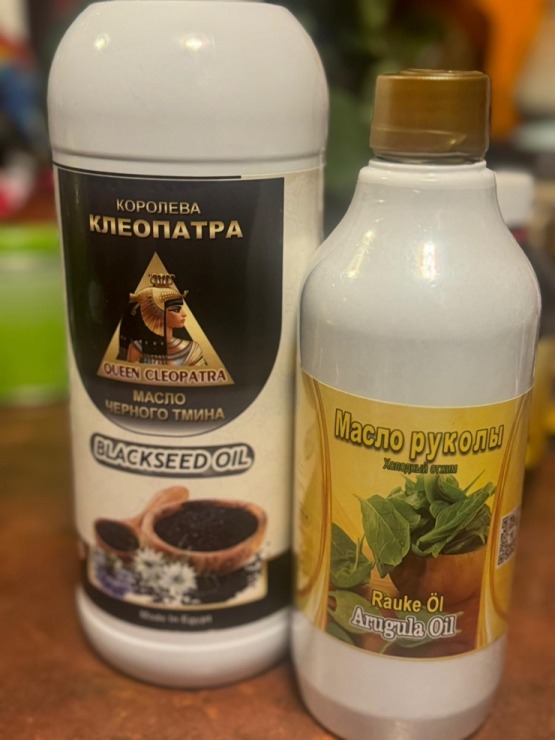 КОРОЛЕВА
КЛЕОПАТРА
QUEEN CLEOPATRA
МАСЛО
ЧЕРНОГО ТМИНА
BLACKSEED OIL
Made In Egypt
Масло руколы
Холодный отжим
Rauke Öl
Arugula Oil